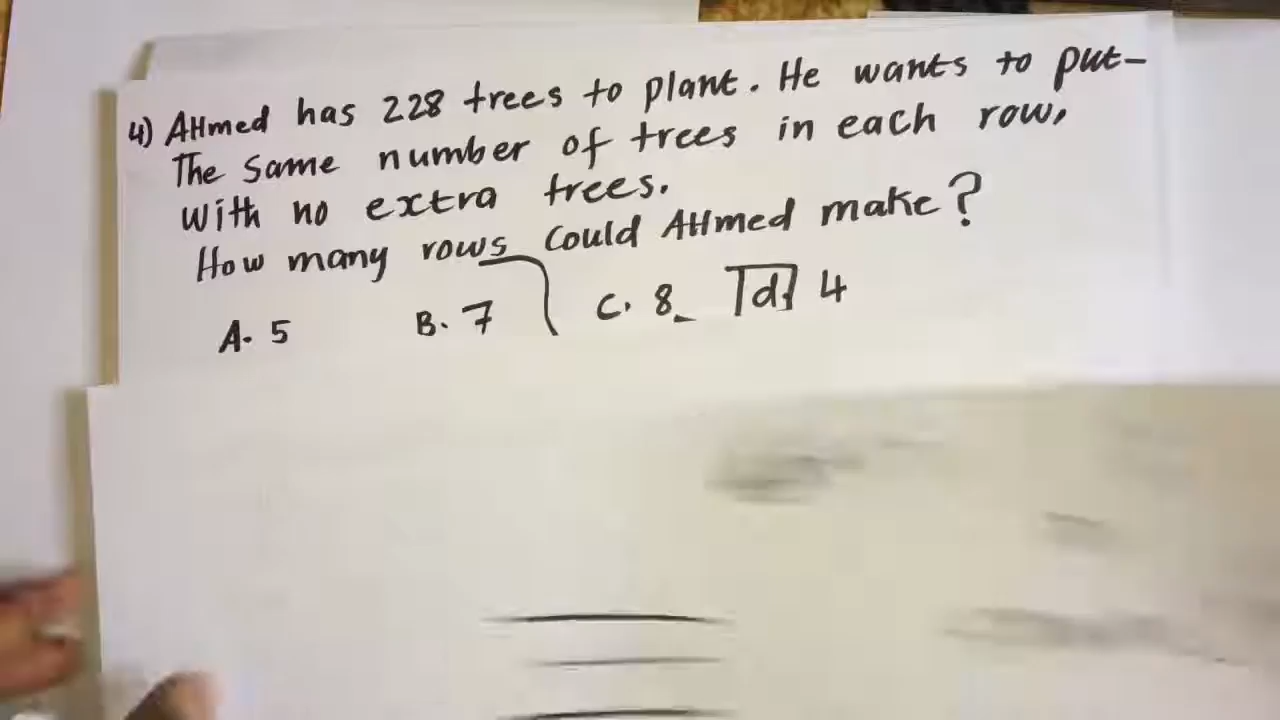 4) AHmed has 228 trees to plant. He wants to put-
The same number of trees in each row,
with no extra trees.
How many rows could AHmed make?
A. 5 B. 7 C. 8 d. 4